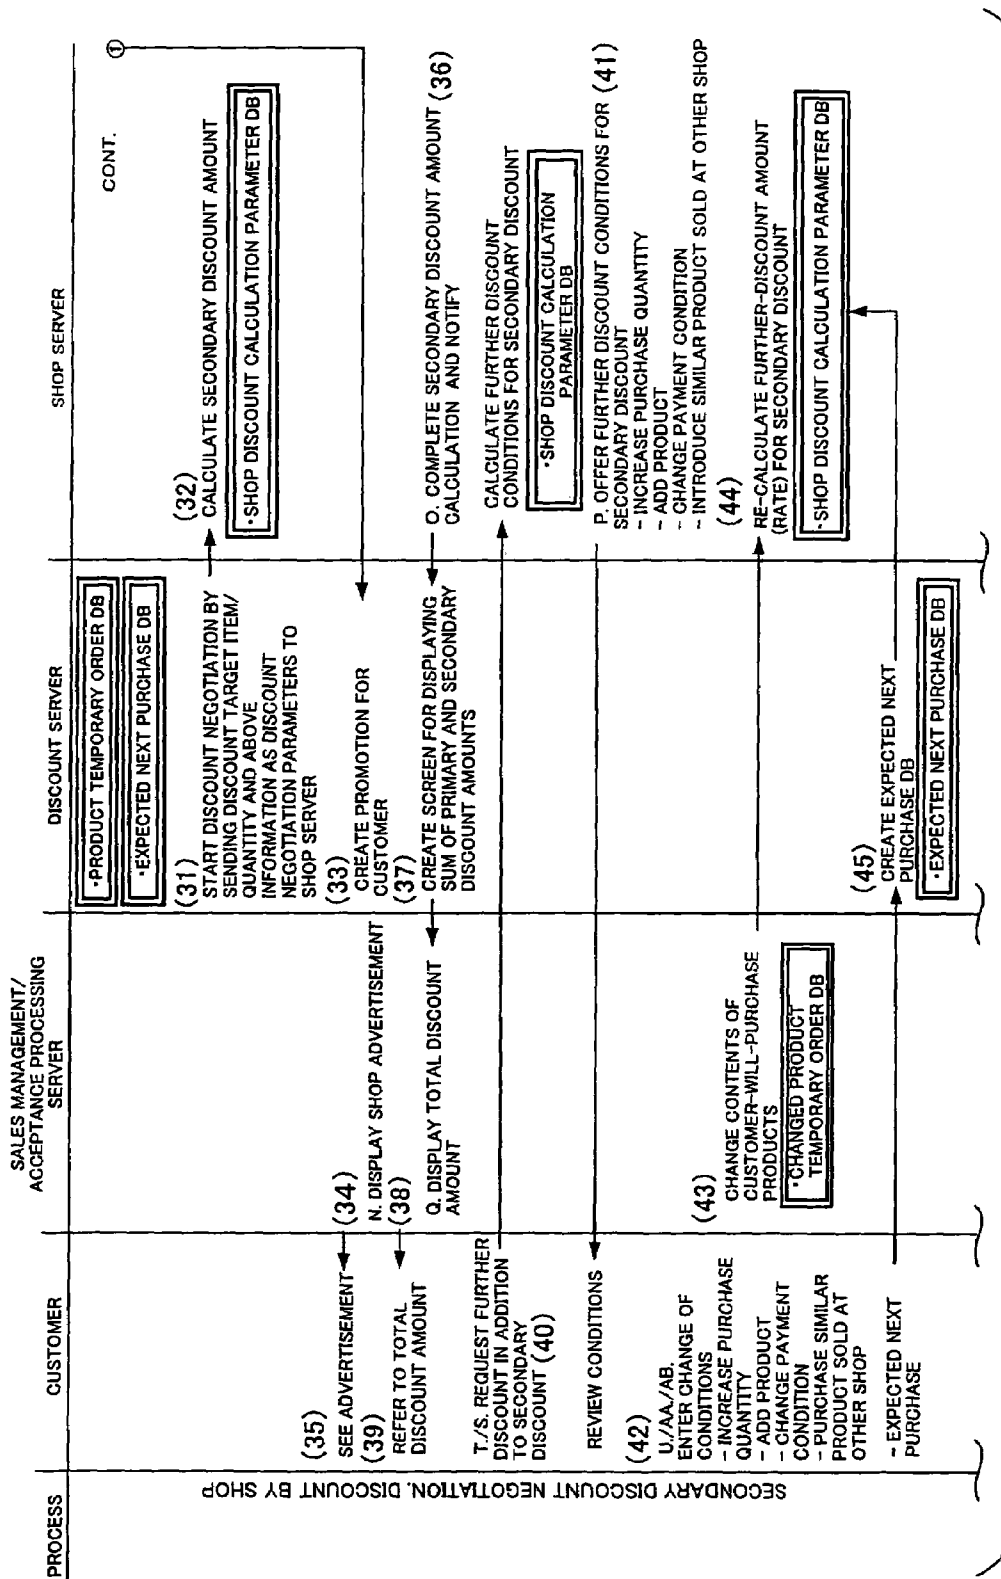 PROCESS
CUSTOMER
SALES MANAGEMENT/
ACCEPTANCE PROCESSING
SERVER
DISCOUNT SERVER
SHOP SERVER
SECONDARY DISCOUNT NEGOTIATION. DISCOUNT BY SHOP
·PRODUCT TEMPORARY ORDER DB
·EXPECTED NEXT PURCHASE DB
CONT.
①
(31)
START DISCOUNT NEGOTIATION BY
SENDING DISCOUNT TARGET ITEM/
QUANTITY AND ABOVE
INFORMATION AS DISCOUNT
NEGOTIATION PARAMETERS TO
SHOP SERVER
(32)
CALCULATE SECONDARY DISCOUNT AMOUNT
·SHOP DISCOUNT CALCULATION PARAMETER DB
(33)
CREATE PROMOTION FOR
CUSTOMER
(34)
N. DISPLAY SHOP ADVERTISEMENT
(35)
SEE ADVERTISEMENT
O. COMPLETE SECONDARY DISCOUNT AMOUNT (36)
CALCULATION AND NOTIFY
(37)
CREATE SCREEN FOR DISPLAYING
SUM OF PRIMARY AND SECONDARY
DISCOUNT AMOUNTS
(38)
Q. DISPLAY TOTAL DISCOUNT
AMOUNT
(39)
REFER TO TOTAL
DISCOUNT AMOUNT
T./S. REQUEST FURTHER
DISCOUNT IN ADDITION
TO SECONDARY
DISCOUNT (40)
CALCULATE FURTHER DISCOUNT
CONDITIONS FOR SECONDARY DISCOUNT
·SHOP DISCOUNT CALCULATION
PARAMETER DB
P. OFFER FURTHER DISCOUNT CONDITIONS FOR (41)
SECONDARY DISCOUNT
- INCREASE PURCHASE QUANTITY
- ADD PRODUCT
- CHANGE PAYMENT CONDITION
- INTRODUCE SIMILAR PRODUCT SOLD AT OTHER SHOP
REVIEW CONDITIONS
(42)
U./AA./AB.
ENTER CHANGE OF
CONDITIONS
- INCREASE PURCHASE
QUANTITY
- ADD PRODUCT
- CHANGE PAYMENT
CONDITION
- PURCHASE SIMILAR
PRODUCT SOLD AT
OTHER SHOP
- EXPECTED NEXT
PURCHASE
(43)
CHANGE CONTENTS OF
CUSTOMER-WILL-PURCHASE
PRODUCTS
·CHANGED PRODUCT
TEMPORARY ORDER DB
(44)
RE-CALCULATE FURTHER-DISCOUNT AMOUNT
(RATE) FOR SECONDARY DISCOUNT
·SHOP DISCOUNT CALCULATION PARAMETER DB
(45)
CREATE EXPECTED NEXT
PURCHASE DB
·EXPECTED NEXT PURCHASE DB